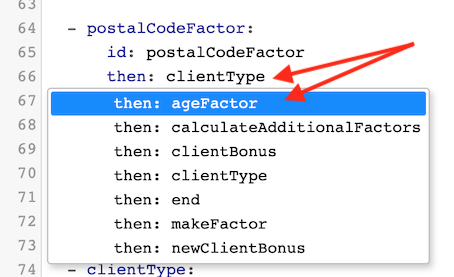 63
64 - postalCodeFactor:
65 id: postalCodeFactor
66 then: clientType
67 then: ageFactor
68 then: calculateAdditionalFactors
69 then: clientBonus
70 then: clientType
71 then: end
72 then: makeFactor
73 then: newClientBonus
74 - clientType: